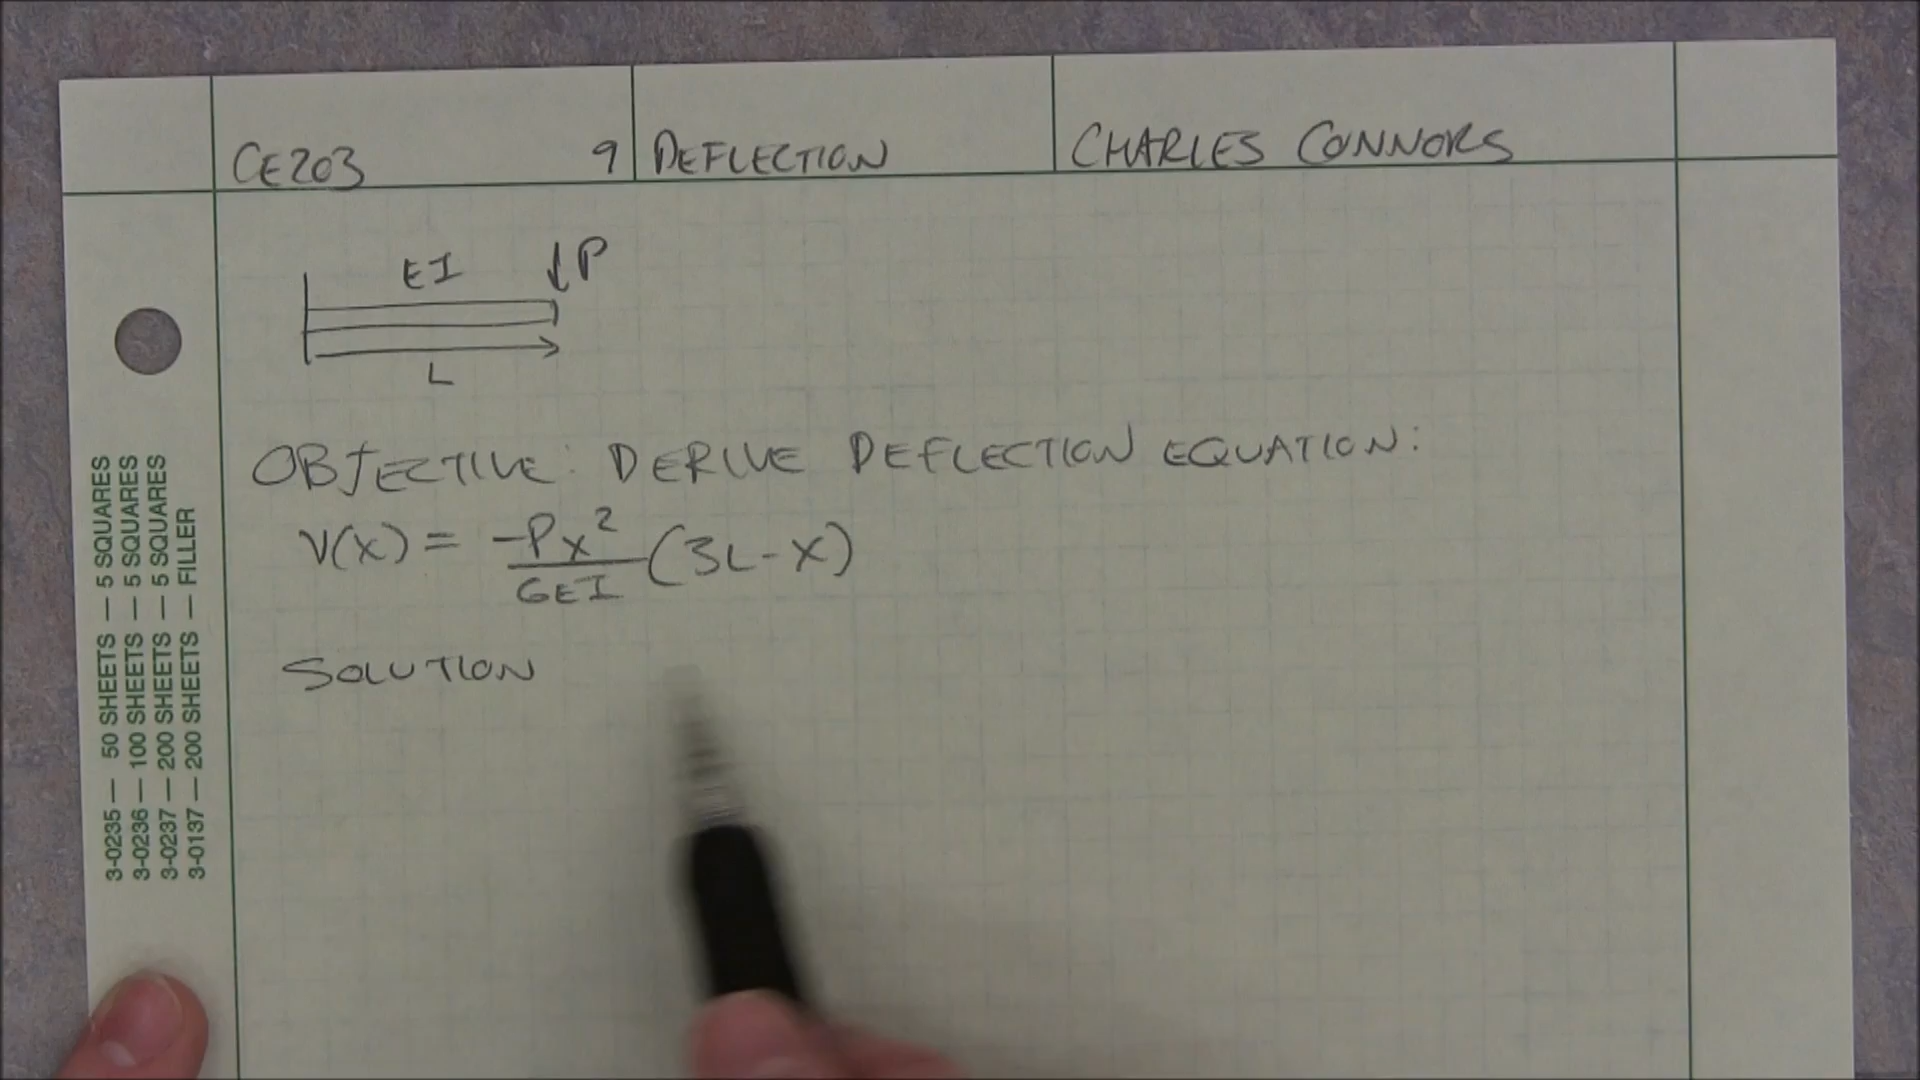 CE203 9 DEFLECTION CHARLES CONNORS
EI ↓P
L
OBJECTIVE: DERIVE DEFLECTION EQUATION:
v(x) = -Px²/6EI (3L-x)
SOLUTION
3-0235 — 50 SHEETS — 5 SQUARES
3-0236 — 100 SHEETS — 5 SQUARES
3-0237 — 200 SHEETS — 5 SQUARES
3-0137 — 200 SHEETS — FILLER